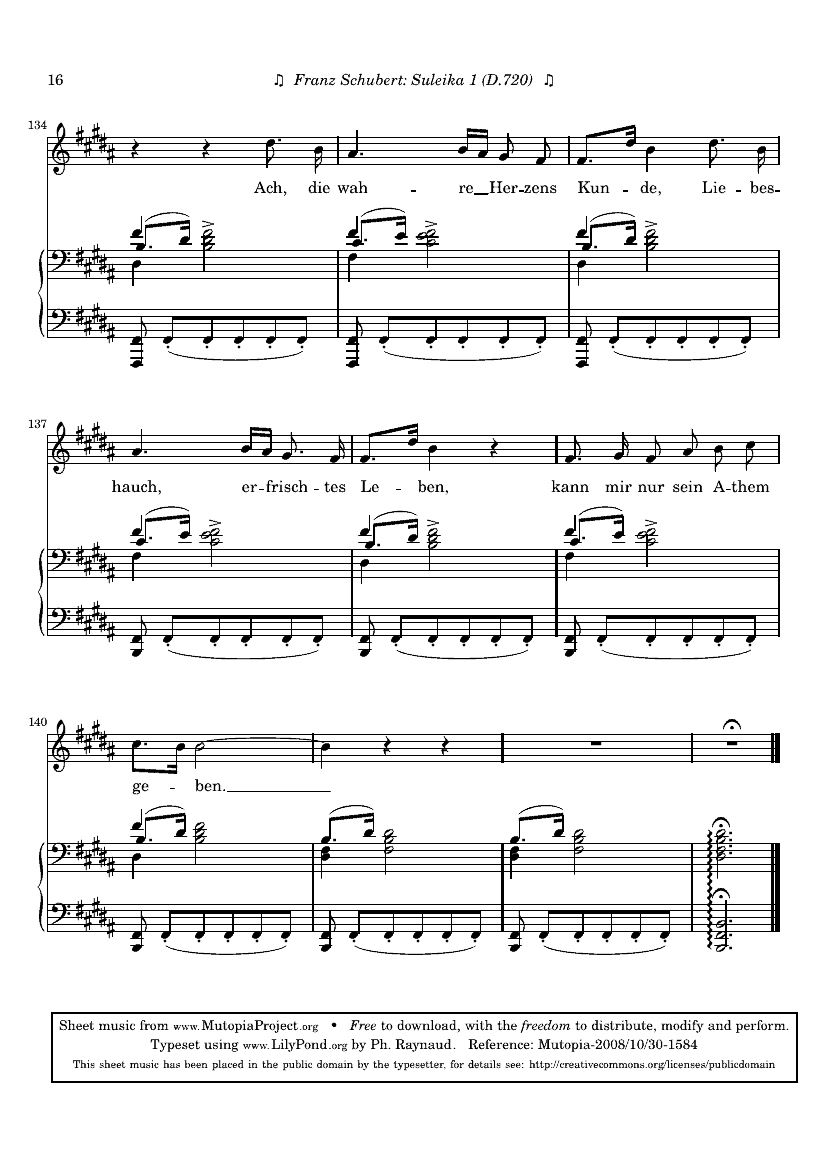 16 ♫ Franz Schubert: Suleika 1 (D.720) ♫
134
Ach, die wah - re Her-zens Kun - de, Lie - bes-
137
hauch, er-frisch - tes Le - ben, kann mir nur sein A-them
140
ge - ben.
Sheet music from www.MutopiaProject.org • Free to download, with the freedom to distribute, modify and perform.
Typeset using www.LilyPond.org by Ph. Raynaud. Reference: Mutopia-2008/10/30-1584
This sheet music has been placed in the public domain by the typesetter, for details see: http://creativecommons.org/licenses/publicdomain